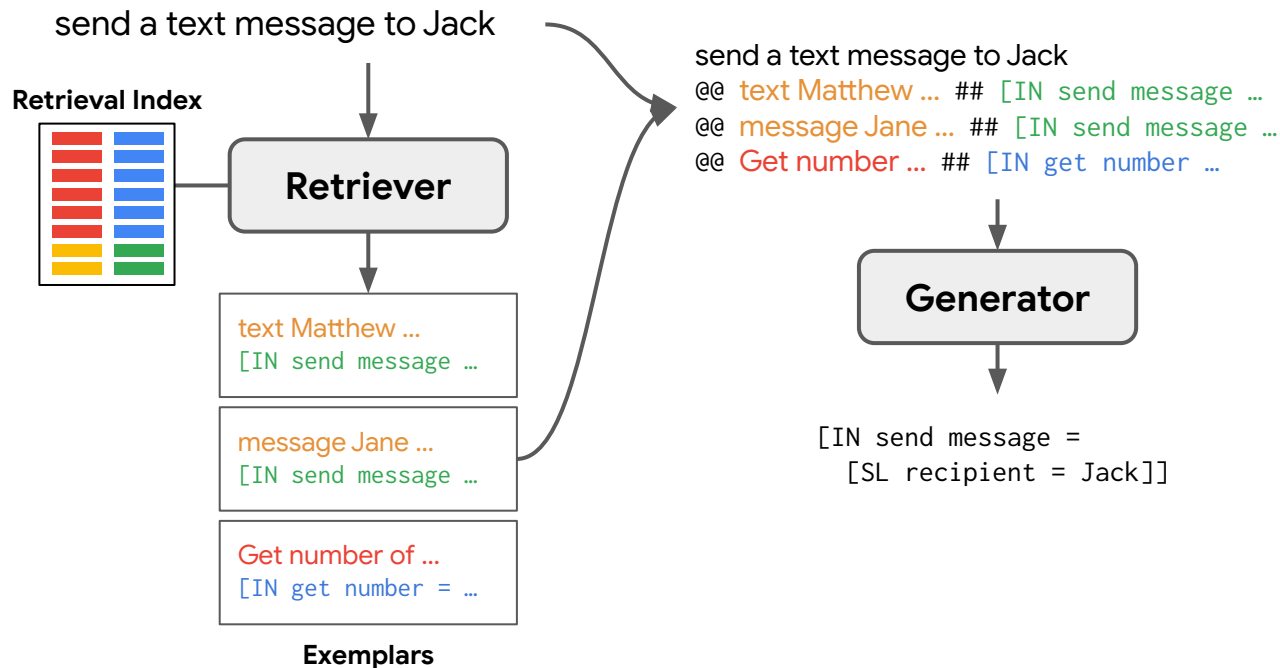 send a text message to Jack
Retrieval Index
Retriever
text Matthew ...
[IN send message …
message Jane ...
[IN send message …
Get number of ...
[IN get number = …
Exemplars
send a text message to Jack
@@ text Matthew ... ## [IN send message …
@@ message Jane ... ## [IN send message …
@@ Get number ... ## [IN get number …
Generator
[IN send message =
[SL recipient = Jack]]